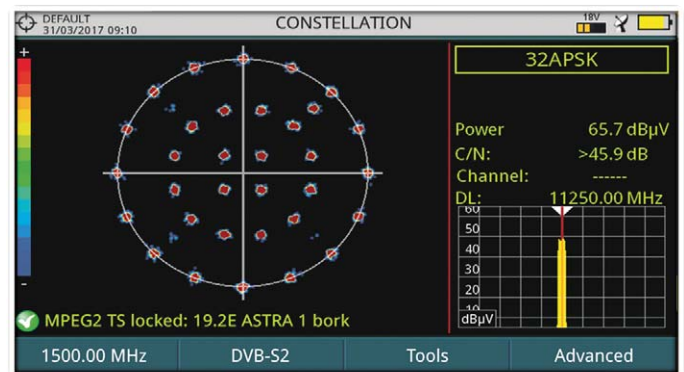 DEFAULT
31/03/2017 09:10
CONSTELLATION
18V
+
-
32APSK
Power 65.7 dBµV
C/N: >45.9 dB
Channel: ------
DL: 11250.00 MHz
60
50
40
30
20
10
dBµV
MPEG2 TS locked: 19.2E ASTRA 1 bork
1500.00 MHz DVB-S2 Tools Advanced